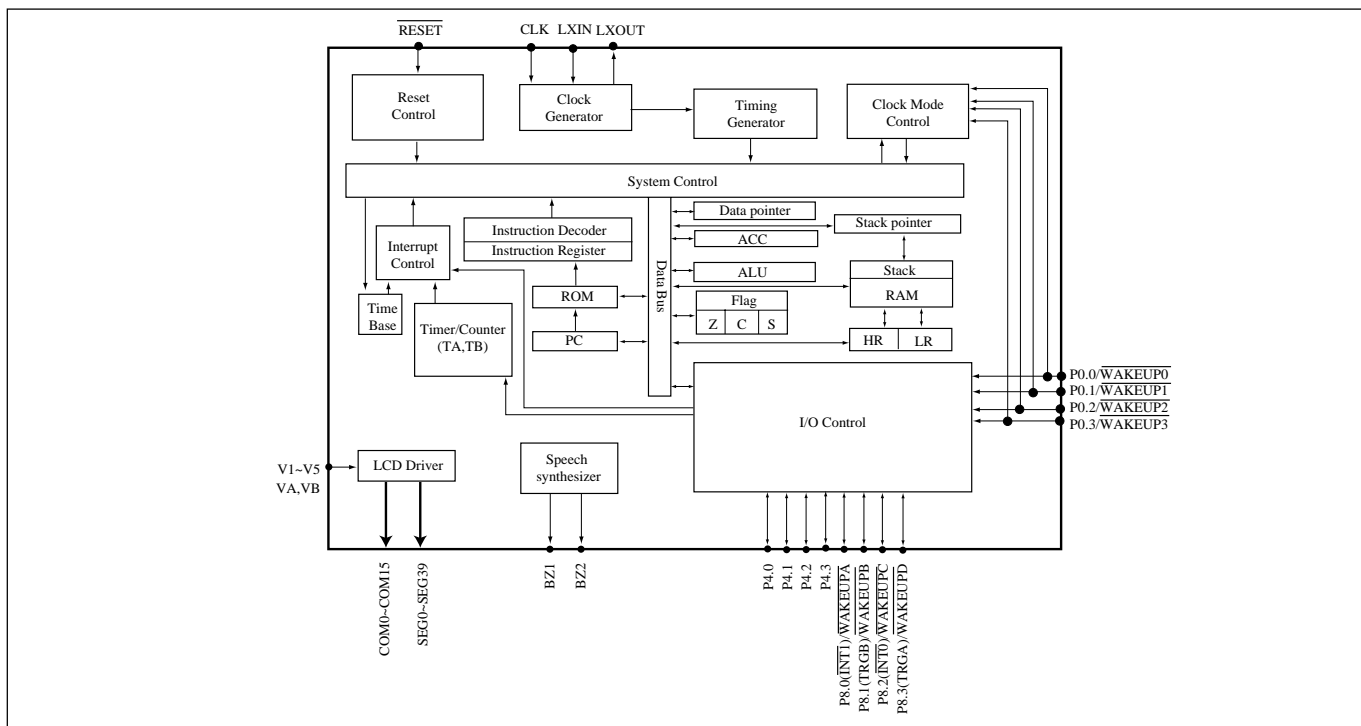 RESET
CLK LXIN LXOUT
Reset
Control
Clock
Generator
Timing
Generator
Clock Mode
Control
System Control
Data pointer
Stack pointer
Instruction Decoder
Instruction Register
ACC
Interrupt
Control
ALU
Stack
RAM
Data Bus
ROM
Flag
Z C S
Time
Base
Timer/Counter
(TA,TB)
PC
HR LR
P0.0/WAKEUP0
P0.1/WAKEUP1
P0.2/WAKEUP2
P0.3/WAKEUP3
I/O Control
V1~V5
VA,VB
LCD Driver
Speech
synthesizer
COM0~COM15
SEG0~SEG39
BZ1
BZ2
P4.0
P4.1
P4.2
P4.3
P8.0(INT1)/WAKEUPA
P8.1(TRGB)/WAKEUPB
P8.2(INT0)/WAKEUPC
P8.3(TRGA)/WAKEUPD